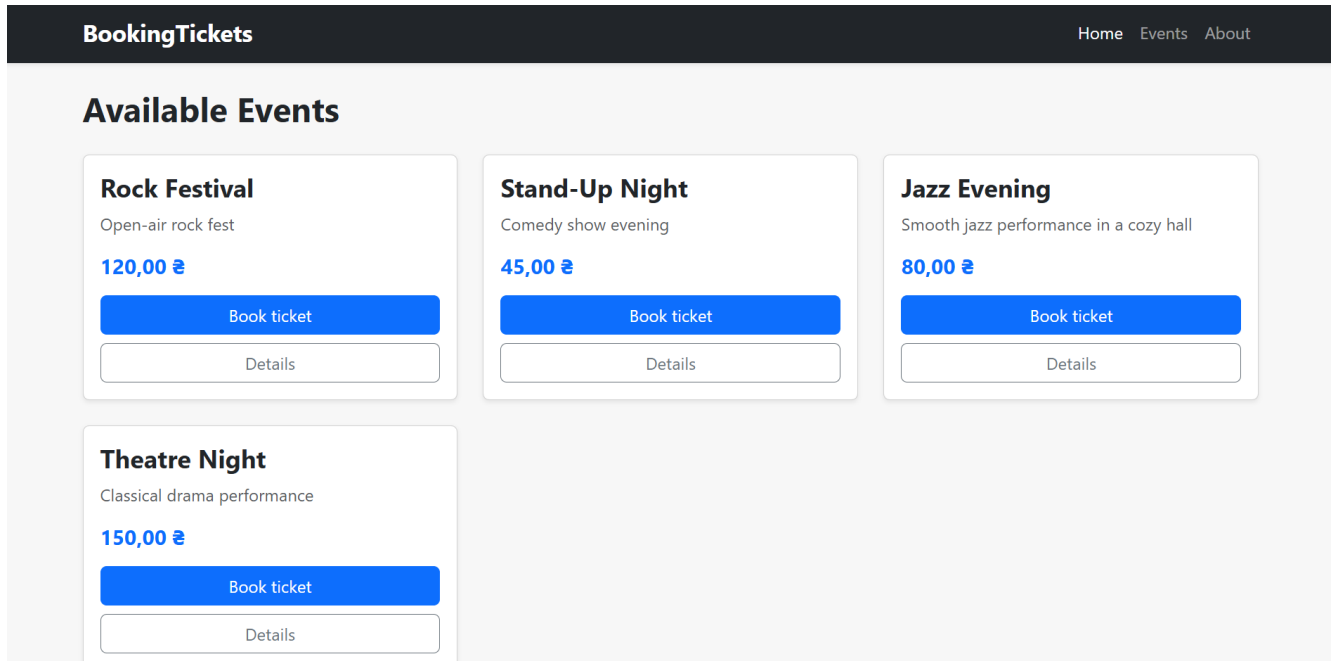 BookingTickets
Home Events About
Available Events
Rock Festival
Open-air rock fest
120,00 ₴
Book ticket
Details
Stand-Up Night
Comedy show evening
45,00 ₴
Book ticket
Details
Jazz Evening
Smooth jazz performance in a cozy hall
80,00 ₴
Book ticket
Details
Theatre Night
Classical drama performance
150,00 ₴
Book ticket
Details